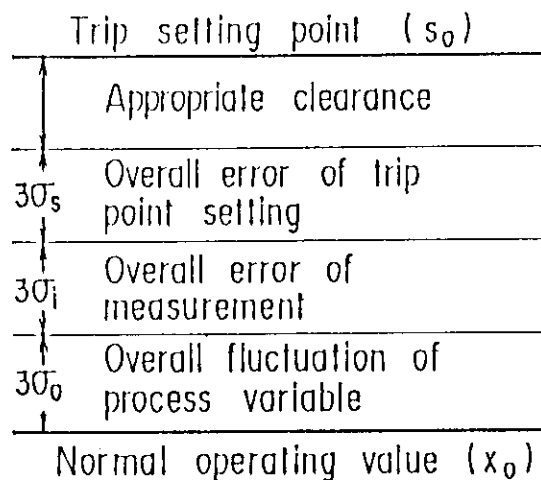 Trip setting point (s₀)
Appropriate clearance
3σₛ
Overall error of trip
point setting
3σᵢ
Overall error of
measurement
3σ₀
Overall fluctuation of
process variable
Normal operating value (x₀)